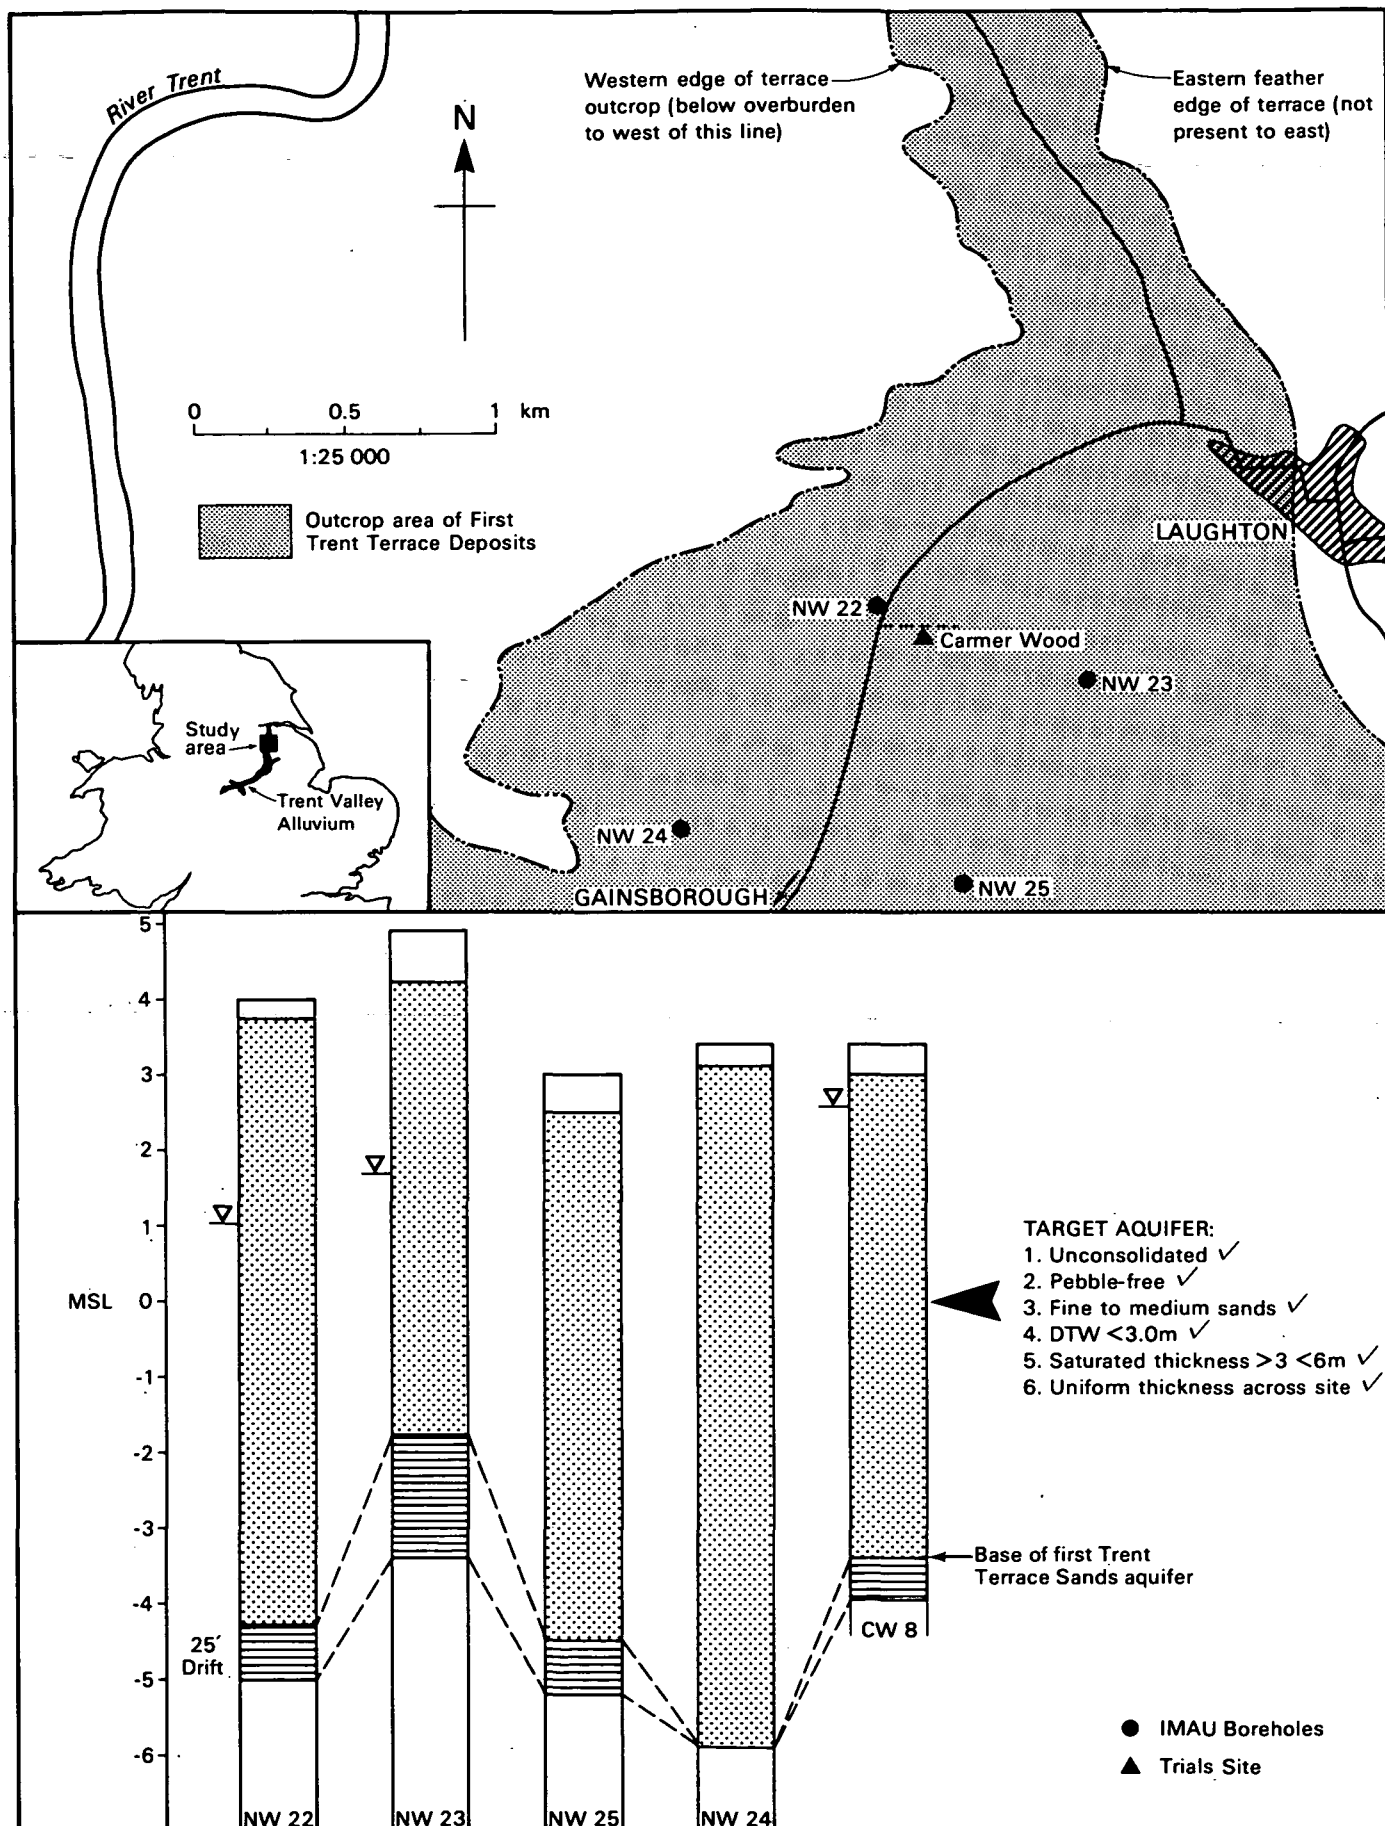 River Trent
N
Western edge of terrace
outcrop (below overburden
to west of this line)
Eastern feather
edge of terrace (not
present to east)
0 0.5 1 km
1:25 000
Outcrop area of First
Trent Terrace Deposits
LAUGHTON
NW 22
Carmer Wood
NW 23
NW 24
NW 25
GAINSBOROUGH
Study
area
Trent Valley
Alluvium
5
4
3
2
1
MSL 0
-1
-2
-3
-4
-5
-6
25′
Drift
TARGET AQUIFER:
1. Unconsolidated ✓
2. Pebble-free ✓
3. Fine to medium sands ✓
4. DTW <3.0m ✓
5. Saturated thickness >3 <6m ✓
6. Uniform thickness across site ✓
Base of first Trent
Terrace Sands aquifer
CW 8
IMAU Boreholes
Trials Site
NW 22 NW 23 NW 25 NW 24